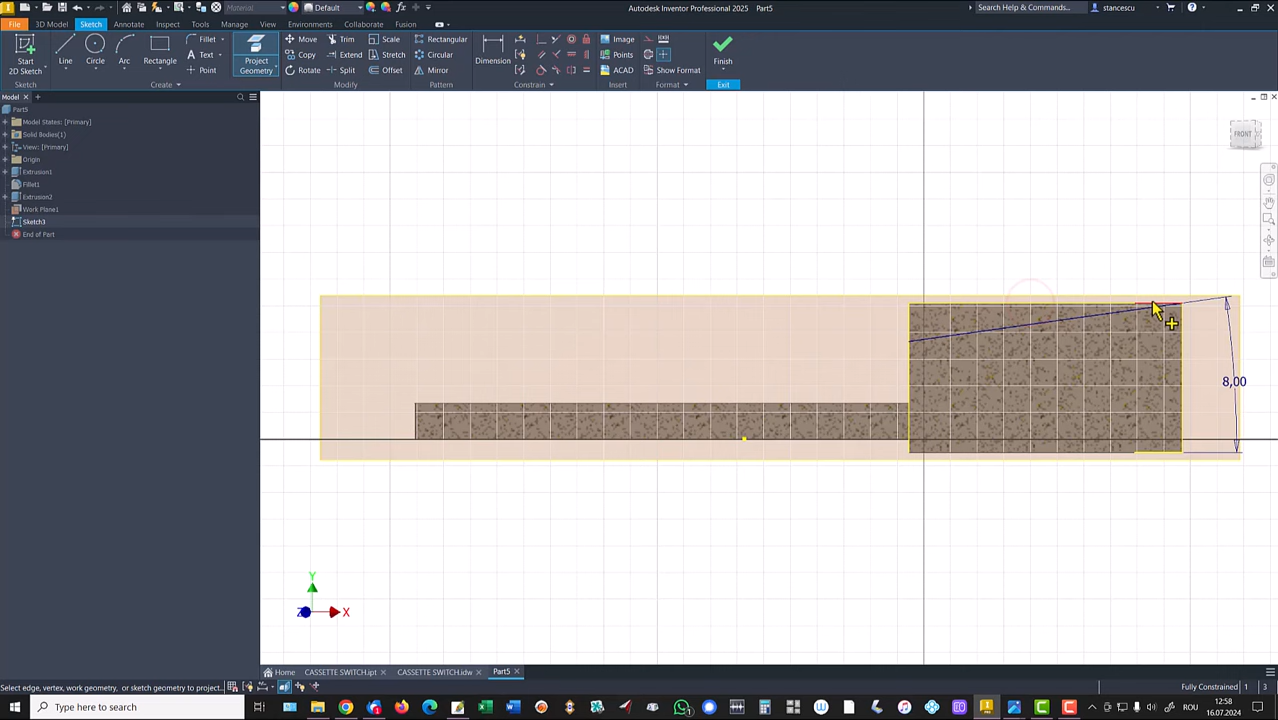 Material
Default
Autodesk Inventor Professional 2025 Part5
Search Help & Commands...
stancescu
File
3D Model
Sketch
Annotate
Inspect
Tools
Manage
View
Environments
Collaborate
Fusion
Start
2D Sketch
Line
Circle
Arc
Rectangle
Fillet
Text
Point
Project
Geometry
Move
Copy
Rotate
Trim
Extend
Split
Scale
Stretch
Offset
Rectangular
Circular
Mirror
Dimension
Image
Points
ACAD
Show Format
Finish
Sketch
Create
Modify
Pattern
Constrain
Insert
Format
Exit
Model
Part5
Model States: [Primary]
Solid Bodies(1)
View: [Primary]
Origin
Extrusion1
Fillet1
Extrusion2
Work Plane1
Sketch3
End of Part
FRONT
8,00
Y
Z
X
Home
CASSETTE SWITCH.ipt
CASSETTE SWITCH.idw
Part5
Select edge, vertex, work geometry, or sketch geometry to project...
Fully Constrained
1
3
Type here to search
ROU
12:58
16.07.2024